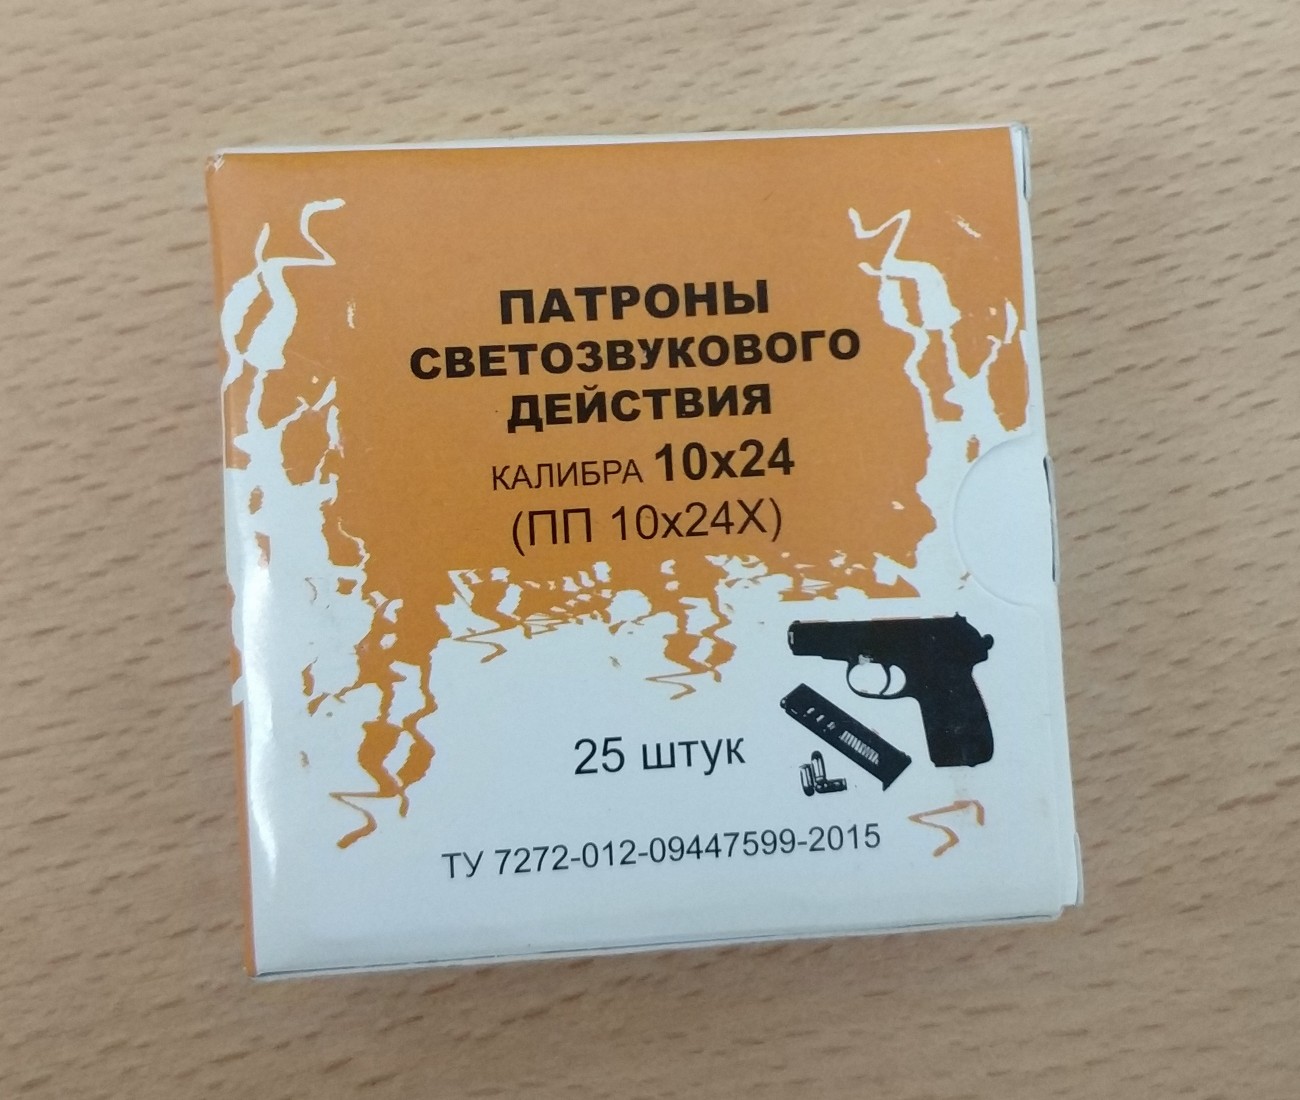 ПАТРОНЫ
СВЕТОЗВУКОВОГО
ДЕЙСТВИЯ
КАЛИБРА 10х24
(ПП 10х24Х)
25 штук
ТУ 7272-012-09447599-2015